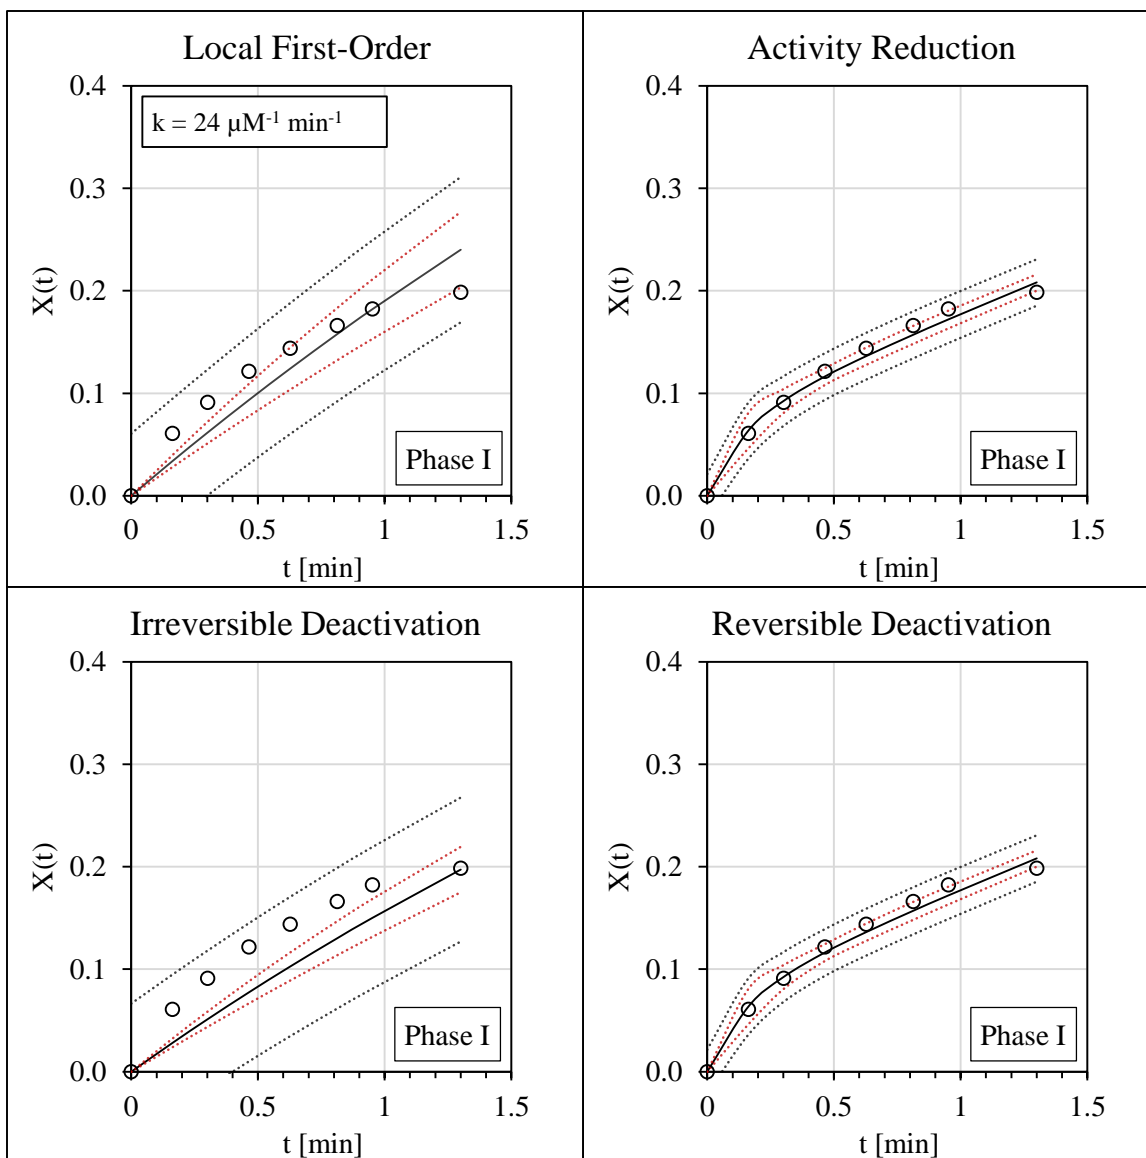 Local First-Order
0.4
k = 24 µM⁻¹ min⁻¹
0.3
X(t)
0.2
0.1
Phase I
0.0
0 0.5 1 1.5
t [min]
Activity Reduction
0.4
0.3
X(t)
0.2
0.1
Phase I
0.0
0 0.5 1 1.5
t [min]
Irreversible Deactivation
0.4
0.3
X(t)
0.2
0.1
Phase I
0.0
0 0.5 1 1.5
t [min]
Reversible Deactivation
0.4
0.3
X(t)
0.2
0.1
Phase I
0.0
0 0.5 1 1.5
t [min]